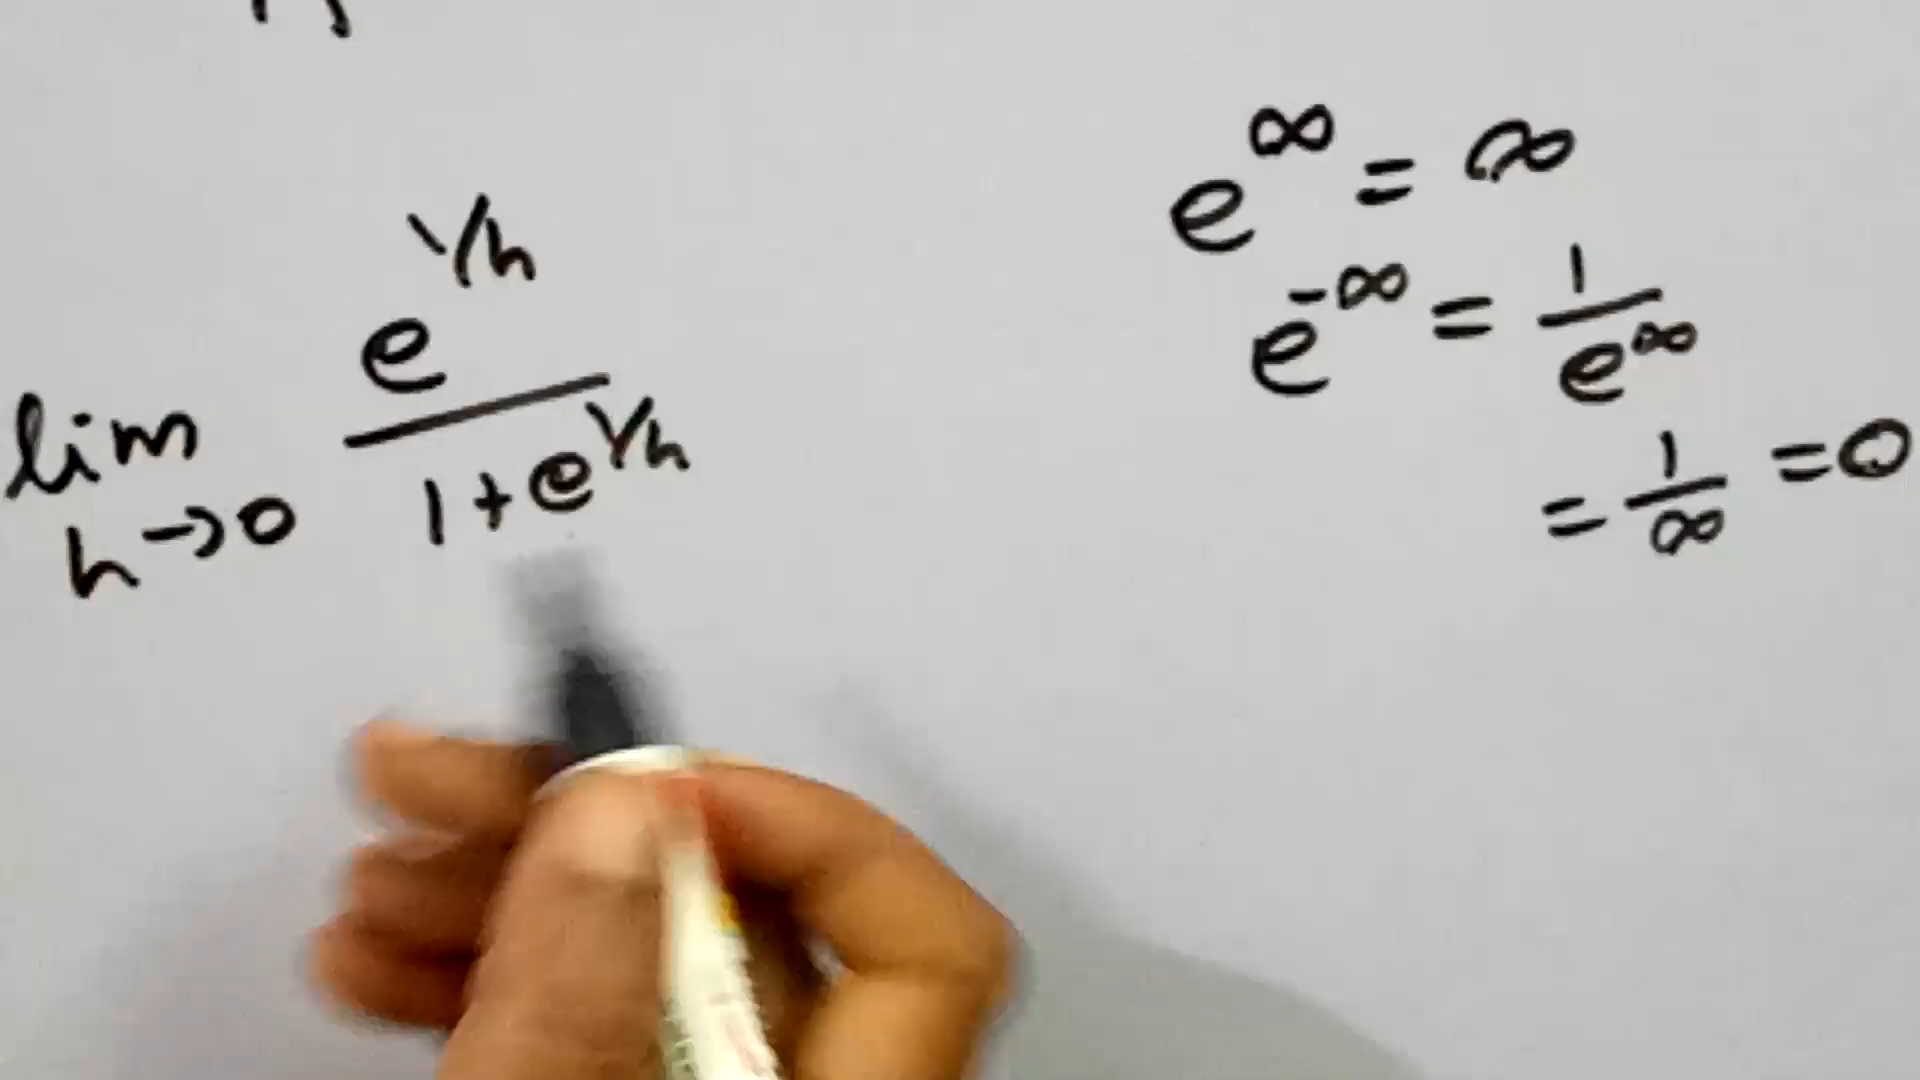 lim h→0 e^{1/h} / (1+e^{1/h})
e^∞ = ∞
e^{-∞} = 1/e^∞
= 1/∞ = 0